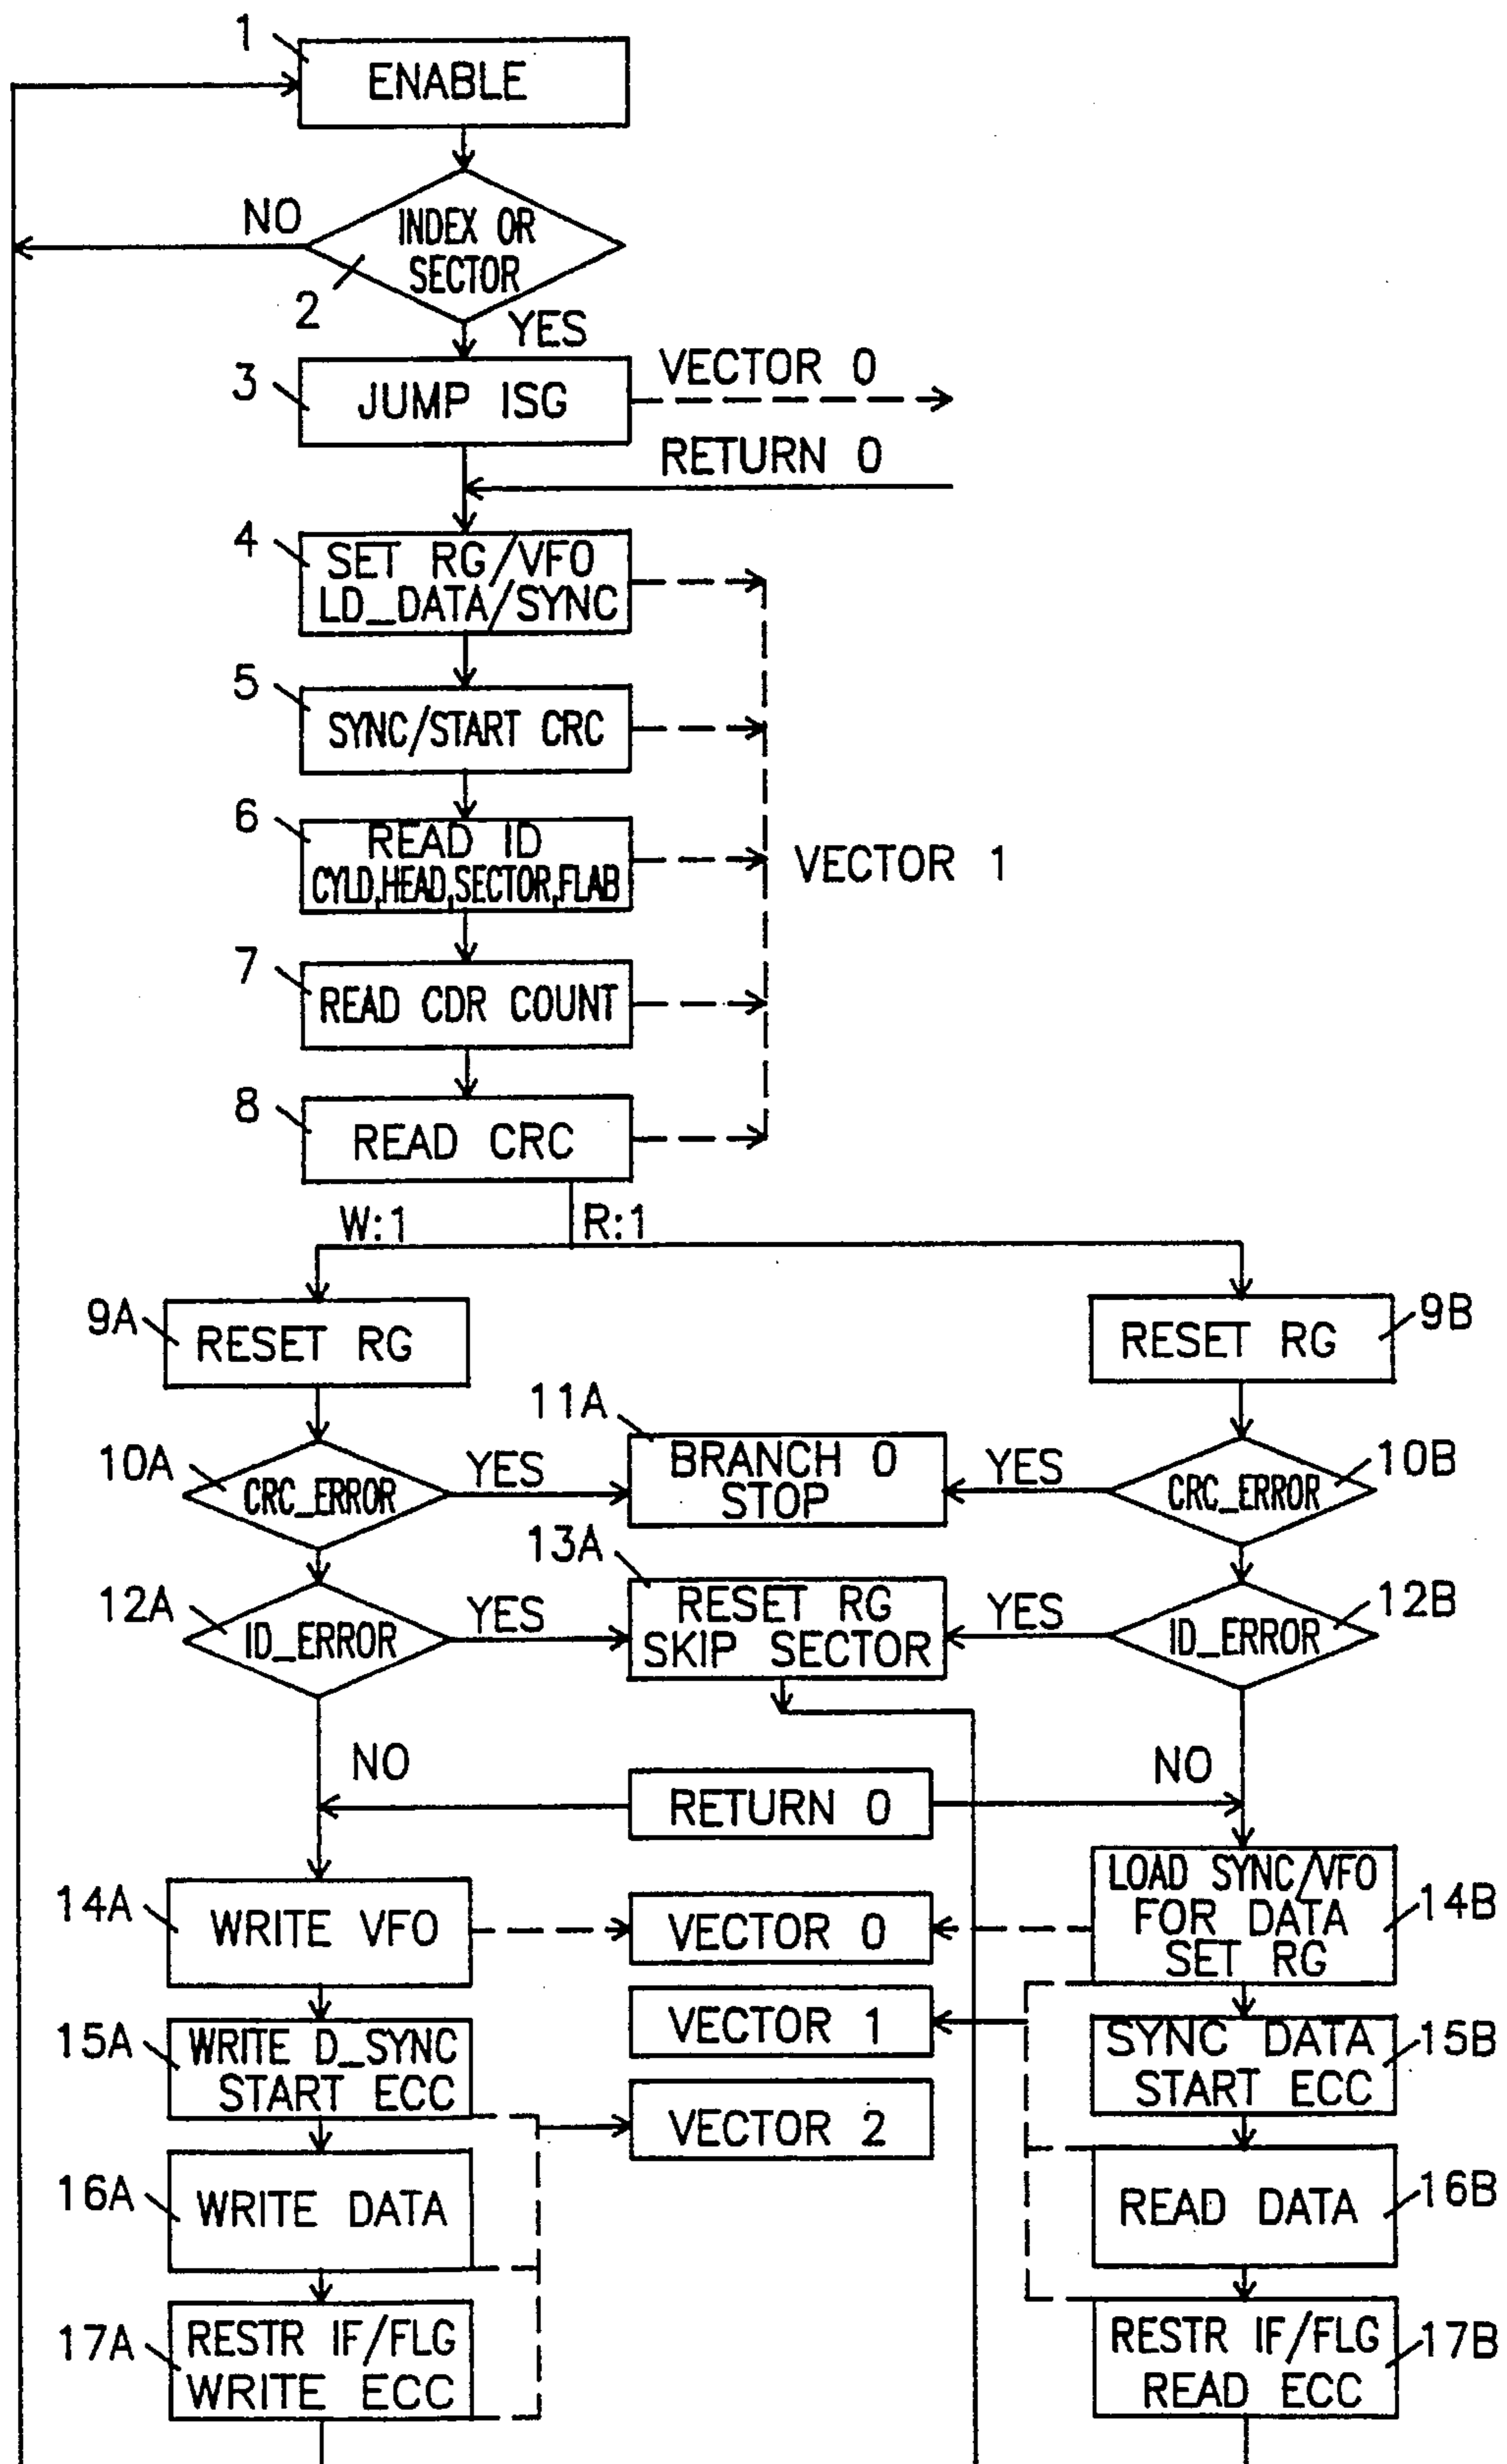 1
ENABLE
NO
INDEX OR
SECTOR
2
YES
3
JUMP ISG
VECTOR 0
RETURN 0
4
SET RG/VFO
LD_DATA/SYNC
5
SYNC/START CRC
6
READ ID
CYLD,HEAD,SECTOR,FLAB
VECTOR 1
7
READ CDR COUNT
8
READ CRC
W:1
R:1
9A
RESET RG
RESET RG
9B
11A
10A
CRC_ERROR
YES
BRANCH 0
STOP
YES
CRC_ERROR
10B
13A
12A
ID_ERROR
YES
RESET RG
SKIP SECTOR
YES
ID_ERROR
12B
NO
RETURN 0
NO
14A
WRITE VFO
VECTOR 0
LOAD SYNC/VFO
FOR DATA
SET RG
14B
VECTOR 1
15A
WRITE D_SYNC
START ECC
SYNC DATA
START ECC
15B
VECTOR 2
16A
WRITE DATA
READ DATA
16B
17A
RESTR IF/FLG
WRITE ECC
RESTR IF/FLG
READ ECC
17B